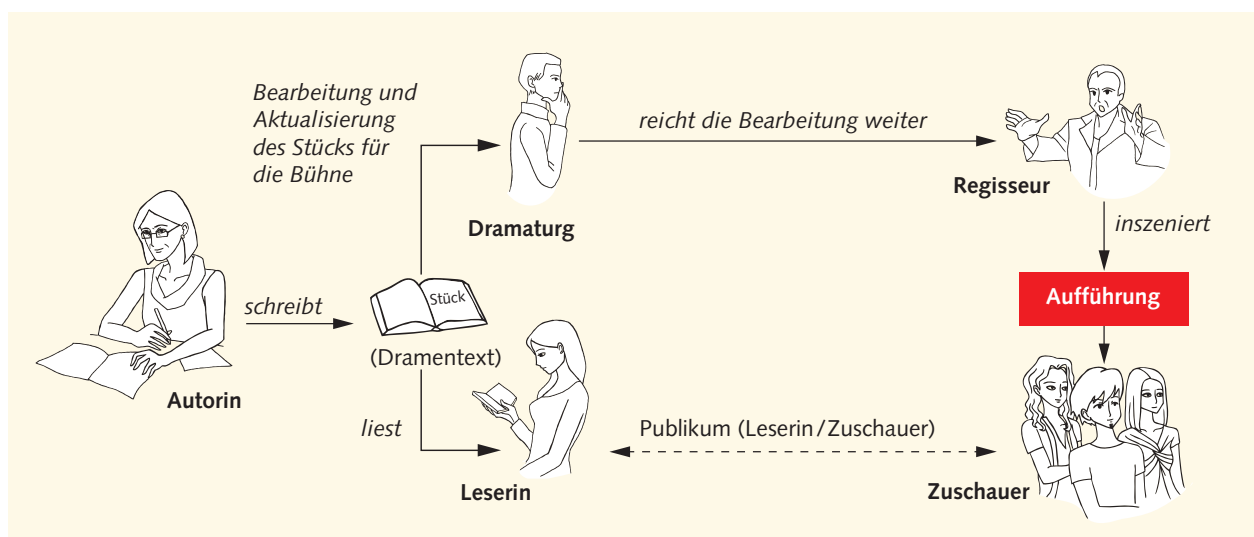 Bearbeitung und
Aktualisierung
des Stücks für
die Bühne
reicht die Bearbeitung weiter
Regisseur
Dramaturg
inszeniert
schreibt
Stück
Aufführung
(Dramentext)
Autorin
liest
Publikum (Leserin/Zuschauer)
Leserin
Zuschauer